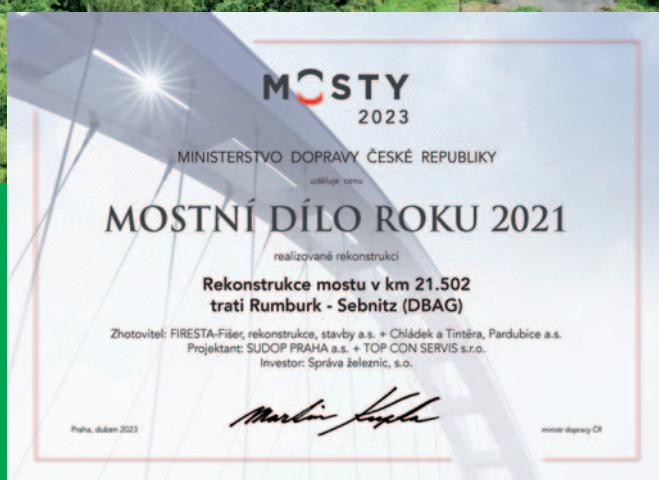 MOSTY
2023
MINISTERSTVO DOPRAVY ČESKÉ REPUBLIKY
uděluje cenu
MOSTNÍ DÍLO ROKU 2021
realizované rekonstrukci
Rekonstrukce mostu v km 21.502
trati Rumburk - Sebnitz (DBAG)
Zhotovitel: FIRESTA-Fišer, rekonstrukce, stavby a.s. + Chládek a Tintěra, Pardubice a.s.
Projektant: SUDOP PRAHA a.s. + TOP CON SERVIS s.r.o.
Investor: Správa železnic, s.o.
Martin Kupka
Praha, duben 2023
ministr dopravy ČR